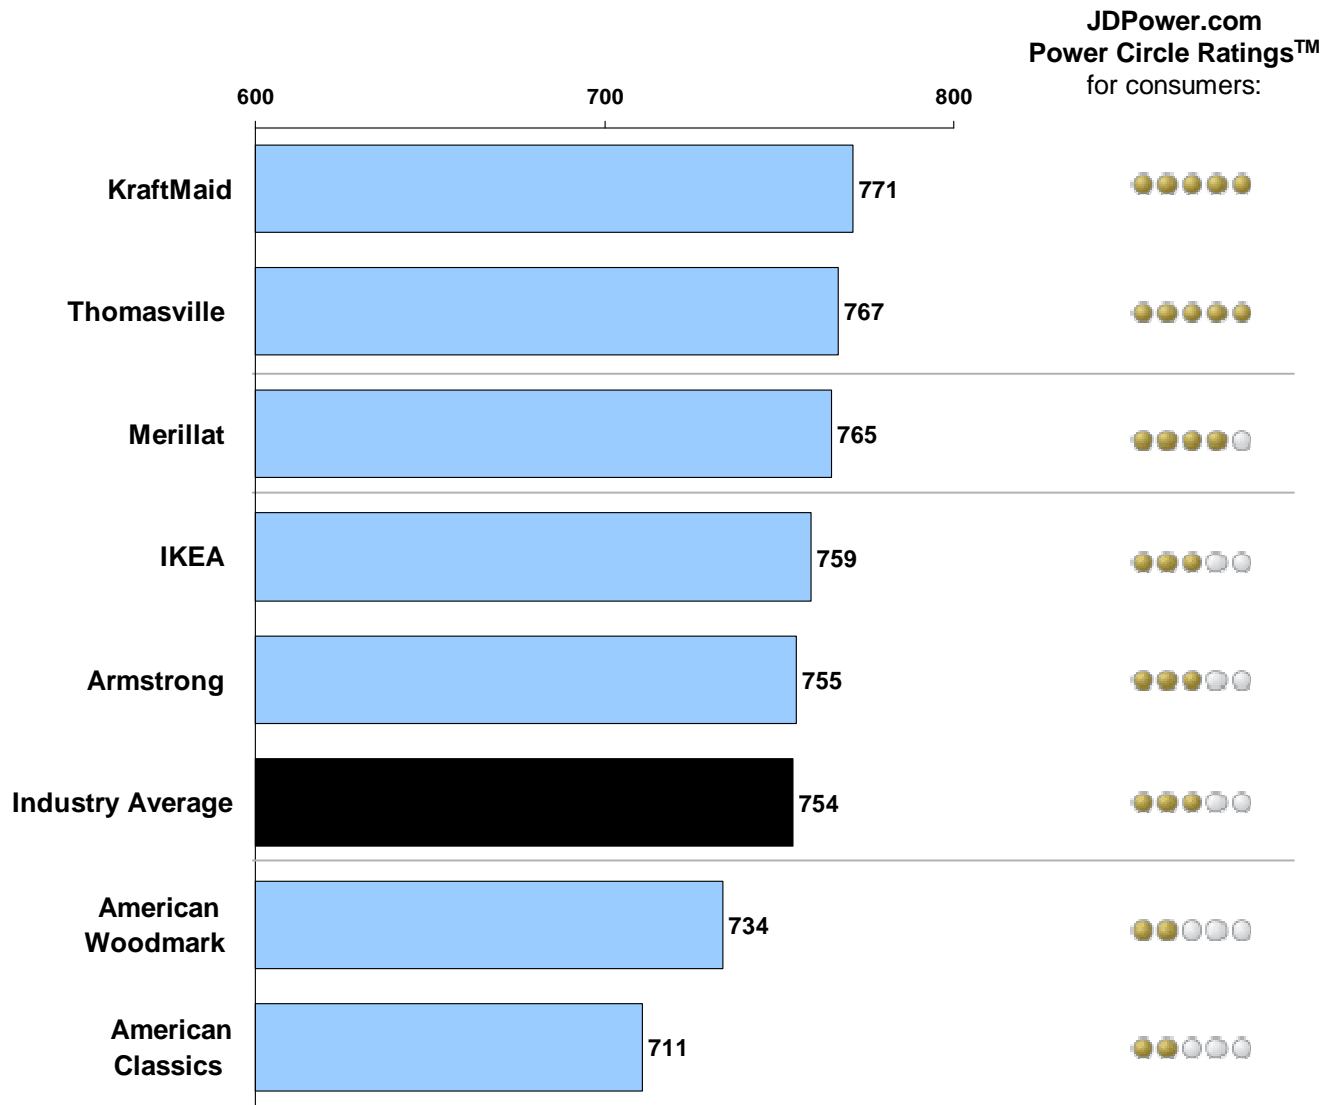 JDPower.com
Power Circle Ratings™
for consumers:
600 700 800
KraftMaid 771
Thomasville 767
Merillat 765
IKEA 759
Armstrong 755
Industry Average 754
American
Woodmark 734
American
Classics 711